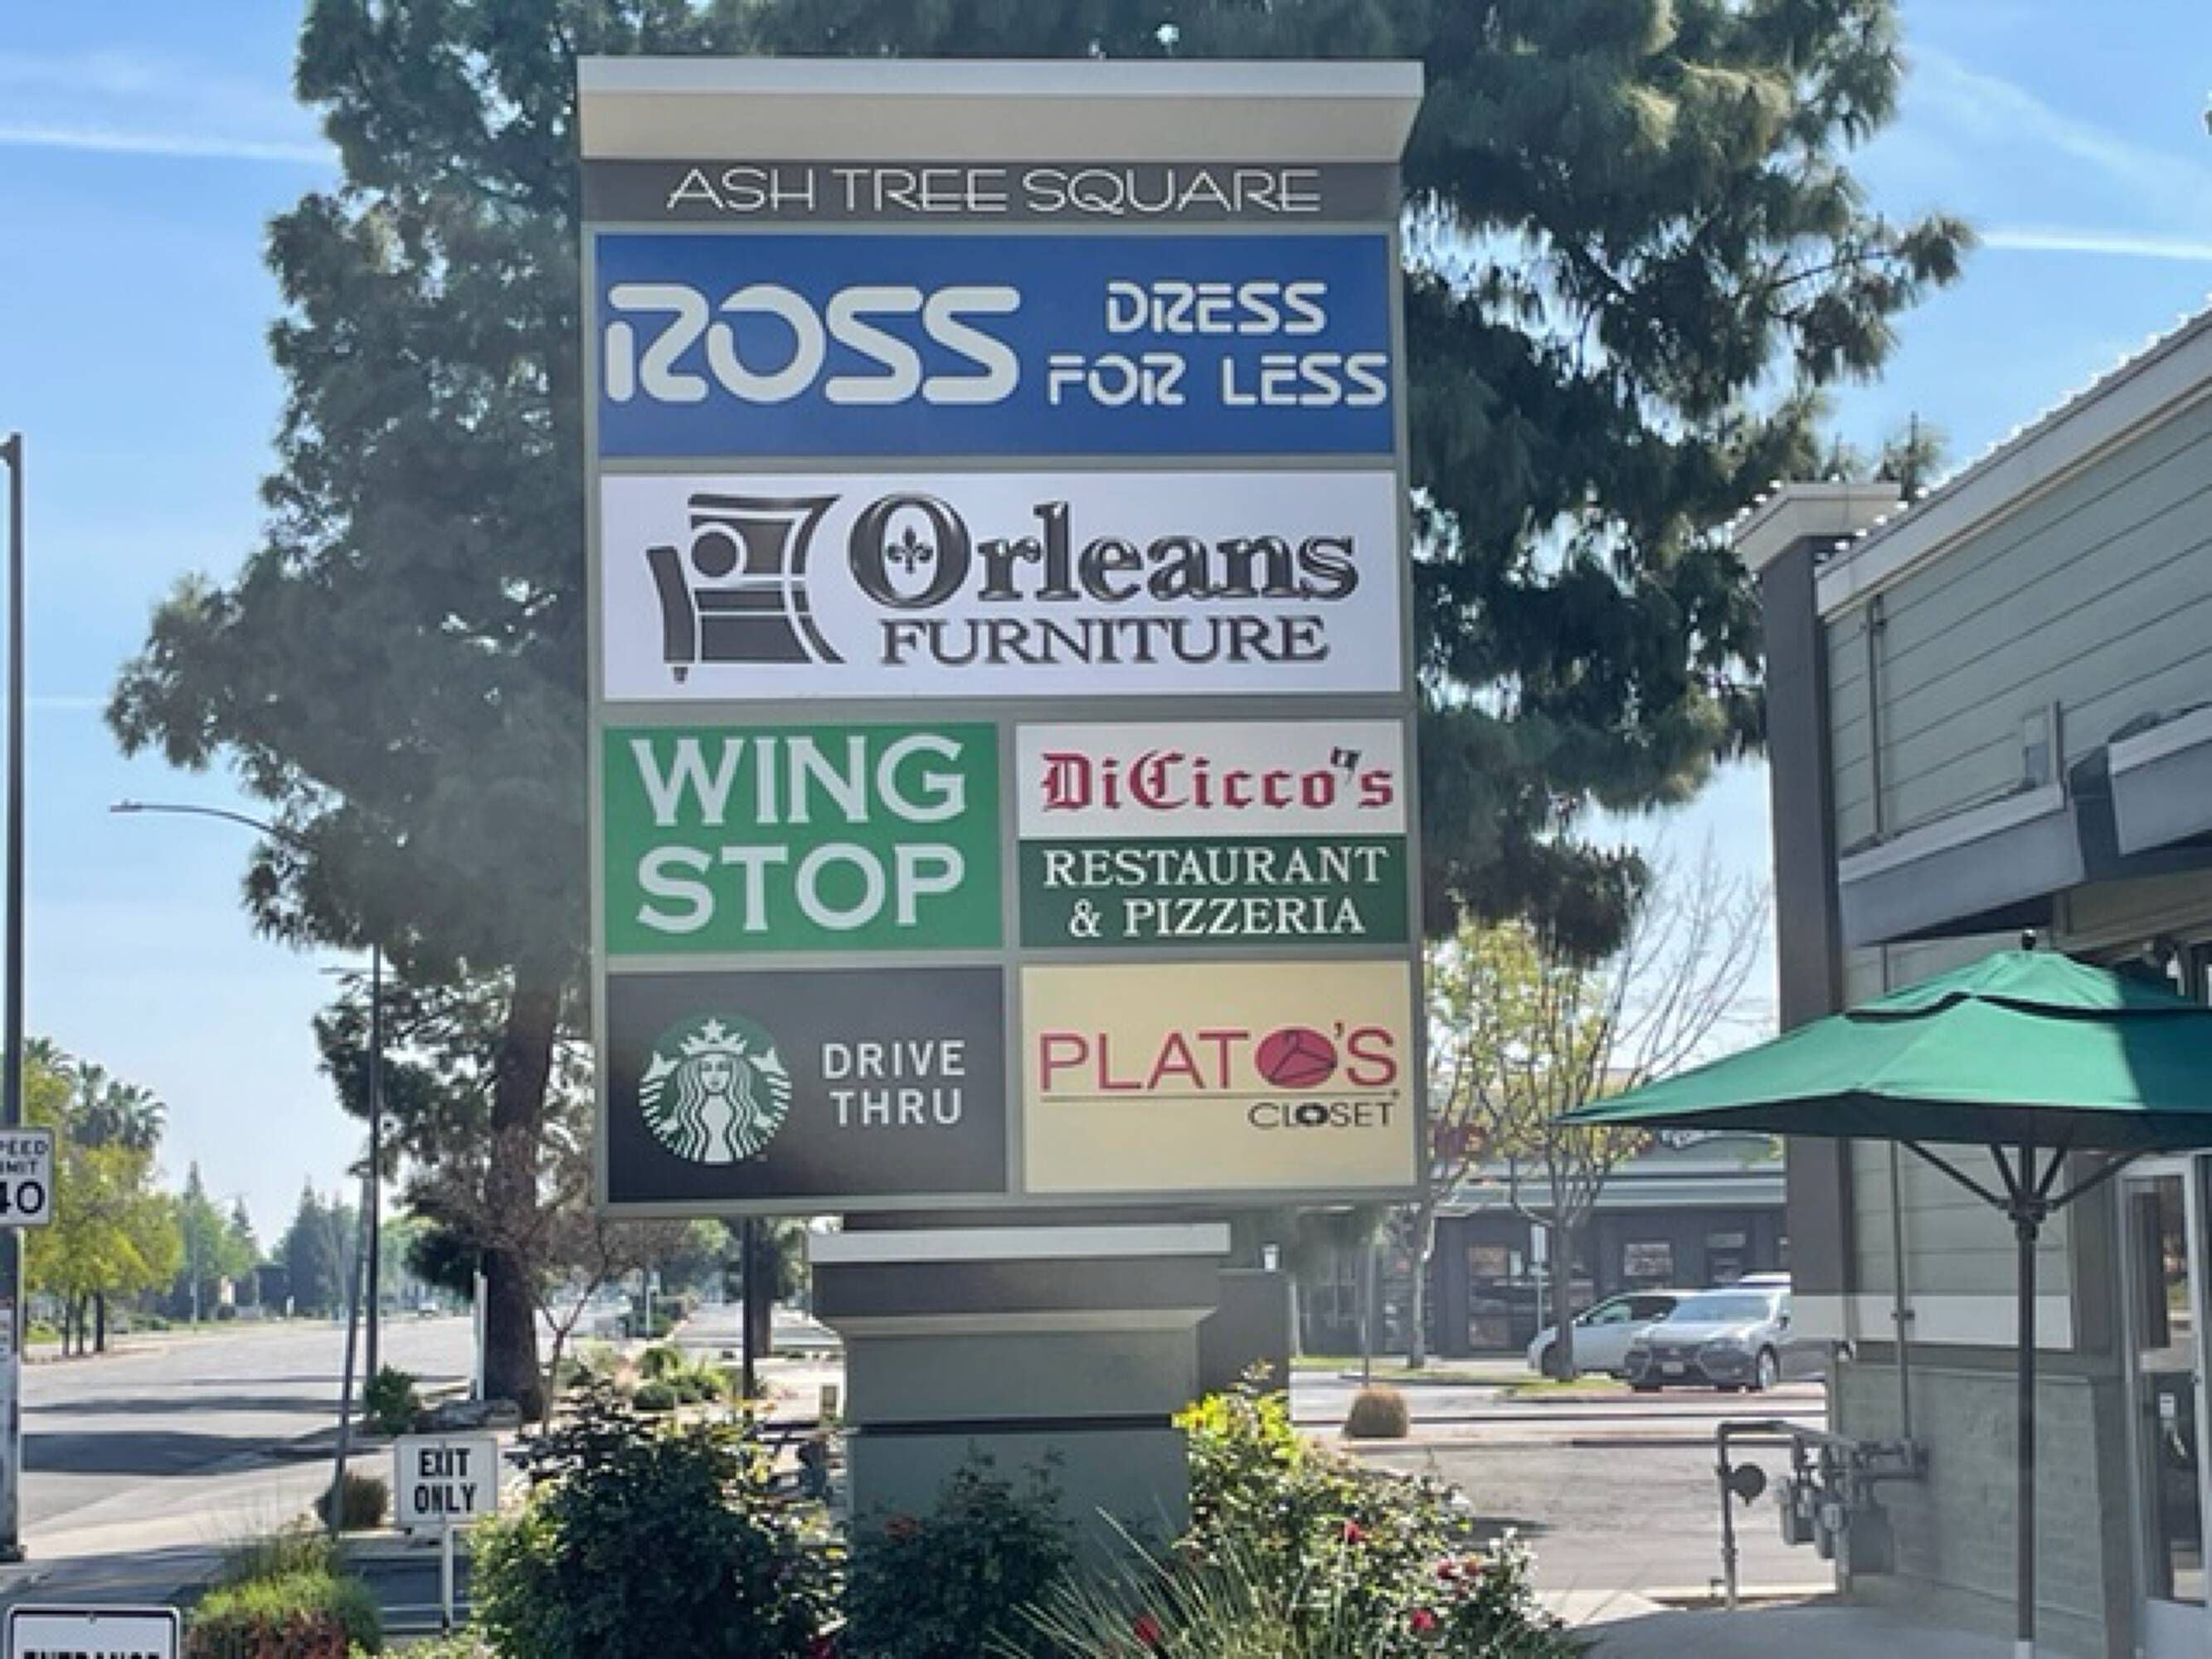 ASH TREE SQUARE
ROSS DRESS
FOR LESS
Orleans
FURNITURE
WING
STOP
DiCicco's
RESTAURANT
& PIZZERIA
DRIVE
THRU
PLATO'S
CLOSET
40
EXIT
ONLY